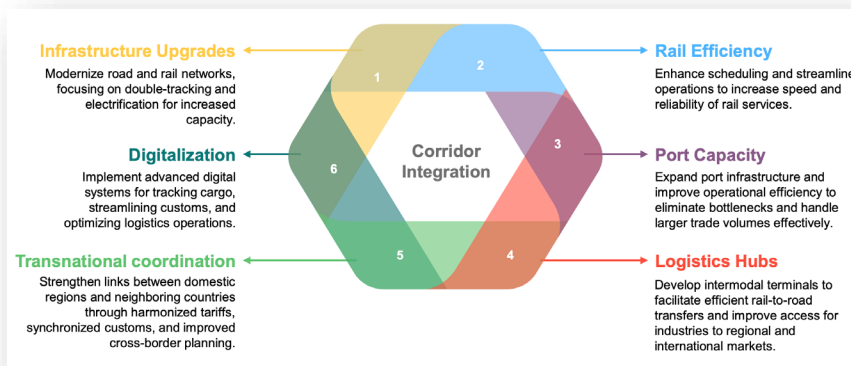 Infrastructure Upgrades
Modernize road and rail networks,
focusing on double-tracking and
electrification for increased
capacity.
1
2
Rail Efficiency
Enhance scheduling and streamline
operations to increase speed and
reliability of rail services.
Digitalization
Implement advanced digital
systems for tracking cargo,
streamlining customs, and
optimizing logistics operations.
6
Corridor
Integration
3
Port Capacity
Expand port infrastructure and
improve operational efficiency to
eliminate bottlenecks and handle
larger trade volumes effectively.
Transnational coordination
Strengthen links between domestic
regions and neighboring countries
through harmonized tariffs,
synchronized customs, and improved
cross-border planning.
5
4
Logistics Hubs
Develop intermodal terminals to
facilitate efficient rail-to-road
transfers and improve access for
industries to regional and
international markets.